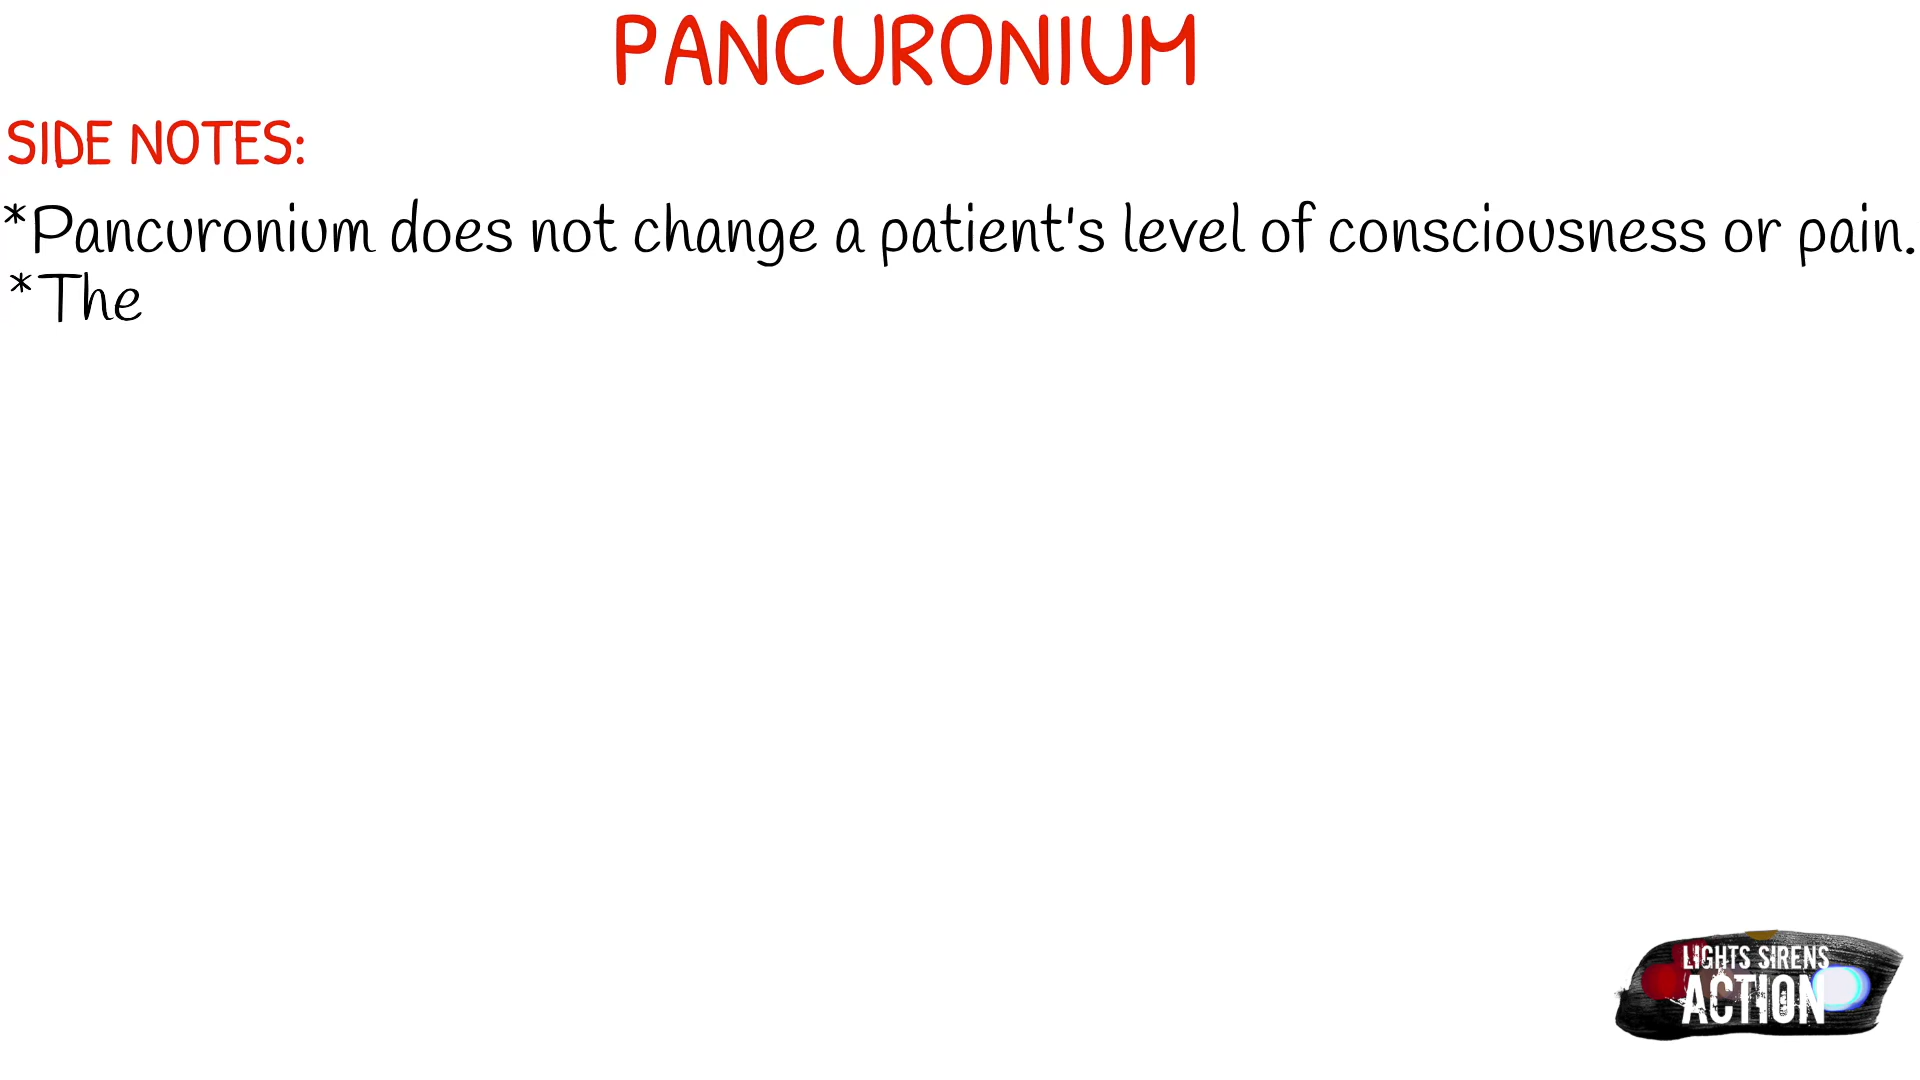 PANCURONIUM
SIDE NOTES:
*Pancuronium does not change a patient's level of consciousness or pain.
*The
LIGHTS SIRENS
ACTION